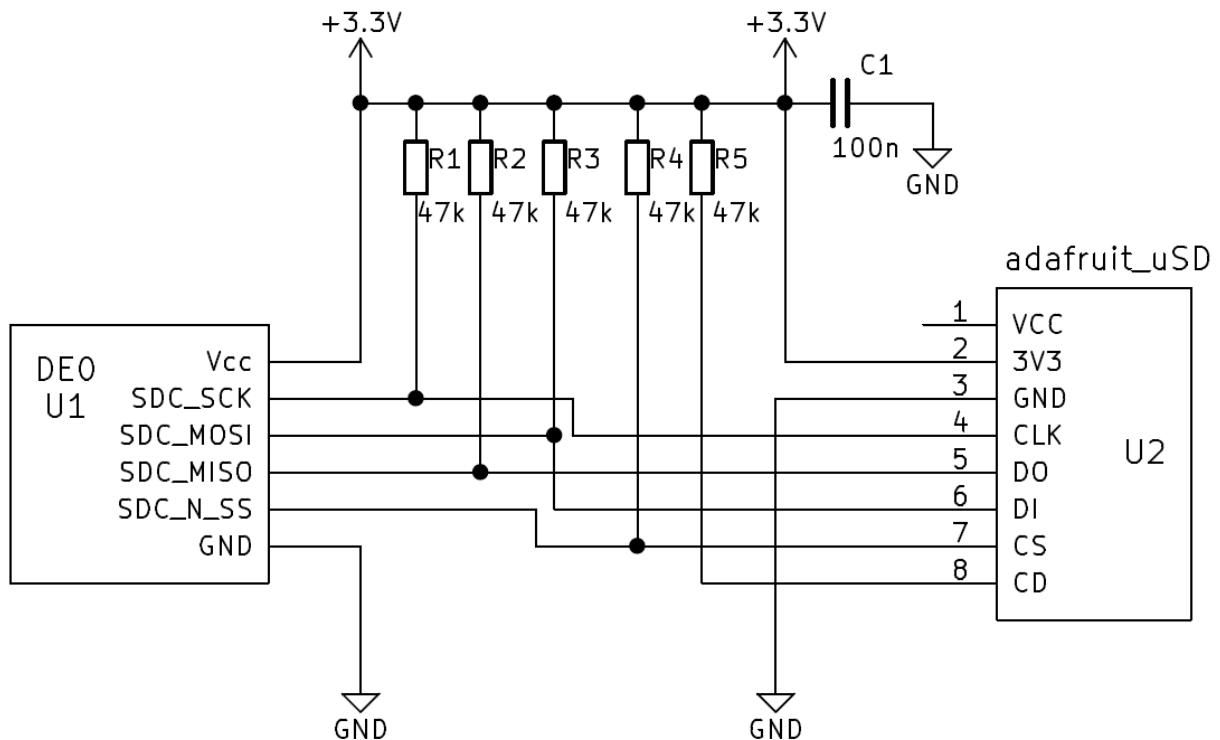 +3.3V
+3.3V
C1
100n
GND
R1
R2
R3
R4
R5
47k
47k
47k
47k
47k
adafruit_uSD
DE0
U1
Vcc
SDC_SCK
SDC_MOSI
SDC_MISO
SDC_N_SS
GND
1
2
3
4
5
6
7
8
VCC
3V3
GND
CLK
DO
DI
CS
CD
U2
GND
GND